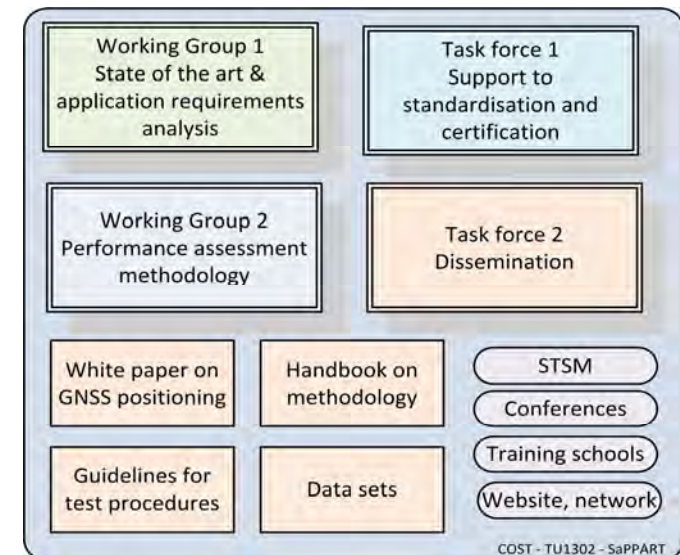 Working Group 1
State of the art &
application requirements
analysis
Task force 1
Support to
standardisation and
certification
Working Group 2
Performance assessment
methodology
Task force 2
Dissemination
White paper on
GNSS positioning
Handbook on
methodology
Guidelines for
test procedures
Data sets
STSM
Conferences
Training schools
Website, network
COST - TU1302 - SaPPART